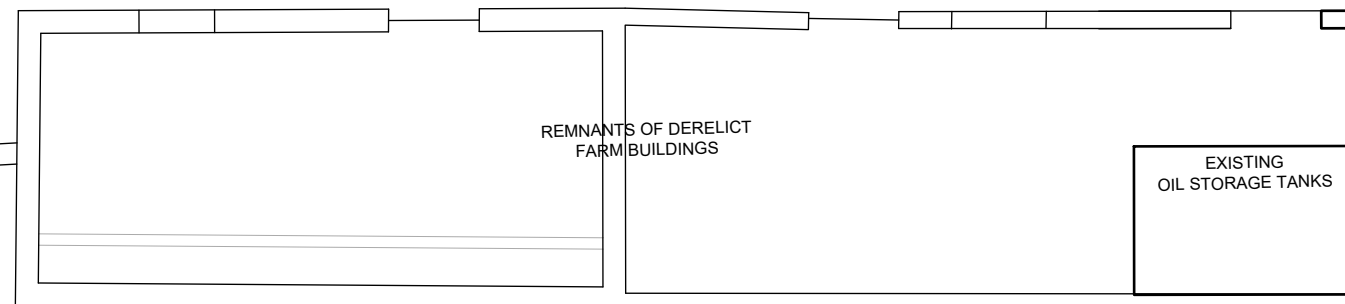 REMNANTS OF DERELICT
FARM BUILDINGS
EXISTING
OIL STORAGE TANKS